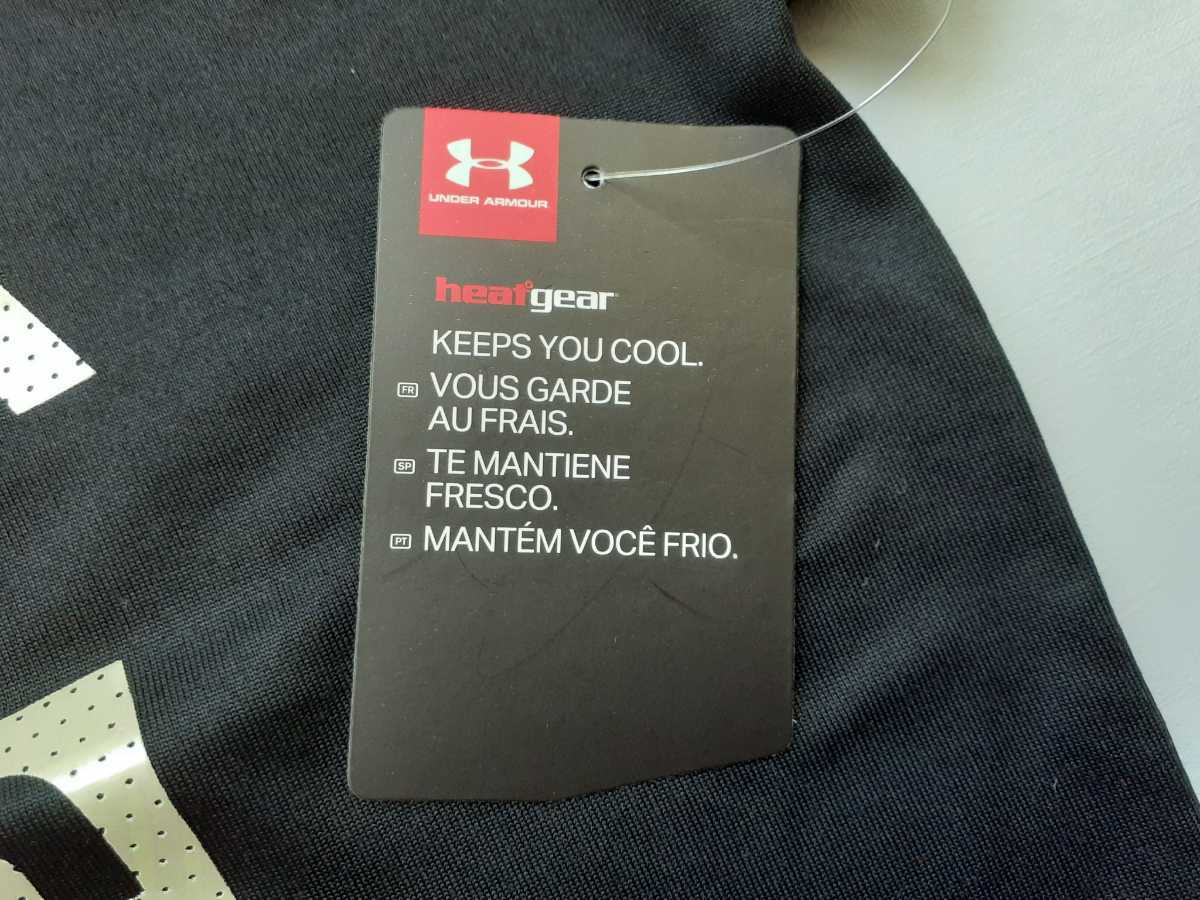 UNDER ARMOUR
heatgear
KEEPS YOU COOL.
FR VOUS GARDE
AU FRAIS.
SP TE MANTIENE
FRESCO.
PT MANTÉM VOCÊ FRIO.